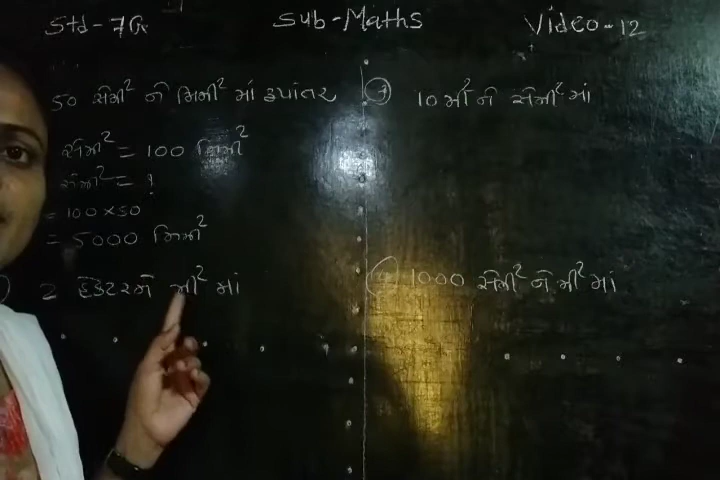 Std-7
Sub-Maths
Video-12
50 સેમી² ને મિમી² માં રૂપાંતર
સેમી² = 100 મિમી²
સેમી² = ?
= 100 x 50
= 5000 મિમી²
2 હેક્ટરને મી² માં
10 મી² ને સેમી² માં
1000 સેમી² ને મી² માં